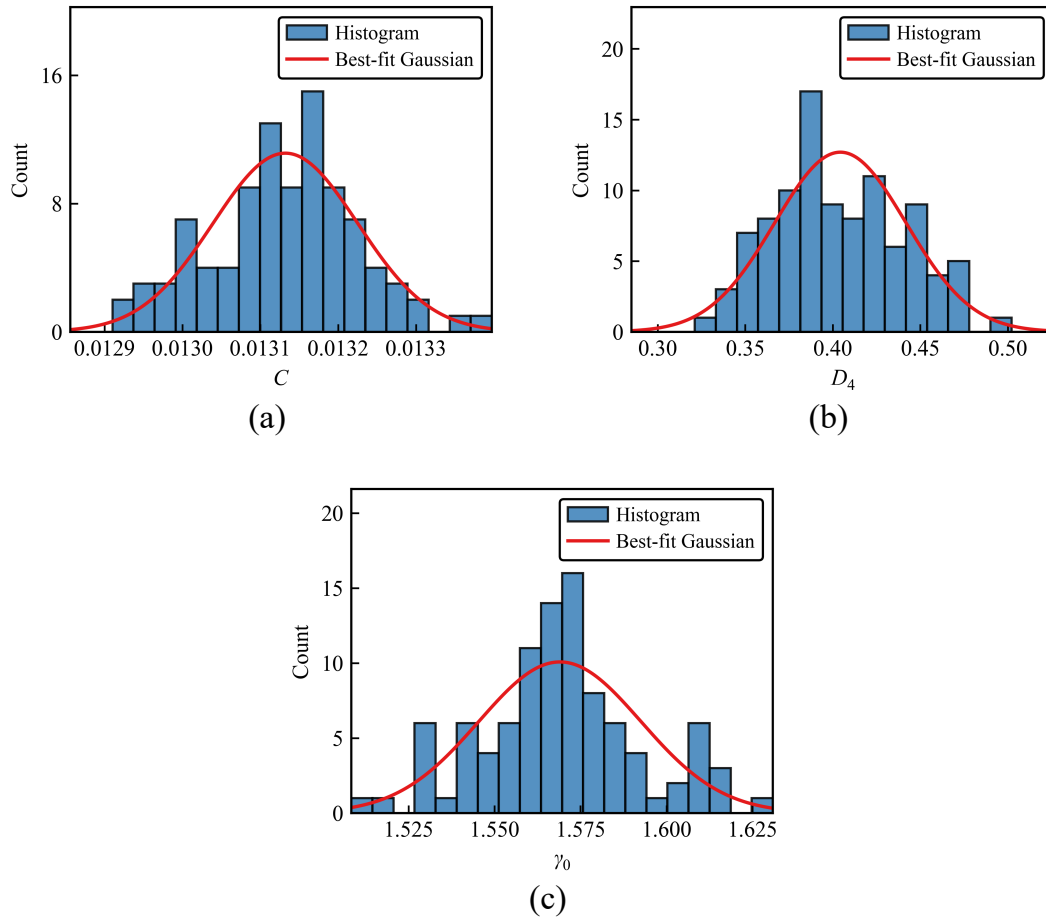 Histogram
Best-fit Gaussian
16
8
0
Count
0.0129 0.0130 0.0131 0.0132 0.0133
C
(a)
Histogram
Best-fit Gaussian
20
15
10
5
0
Count
0.30 0.35 0.40 0.45 0.50
D4
(b)
Histogram
Best-fit Gaussian
20
15
10
5
0
Count
1.525 1.550 1.575 1.600 1.625
γ0
(c)